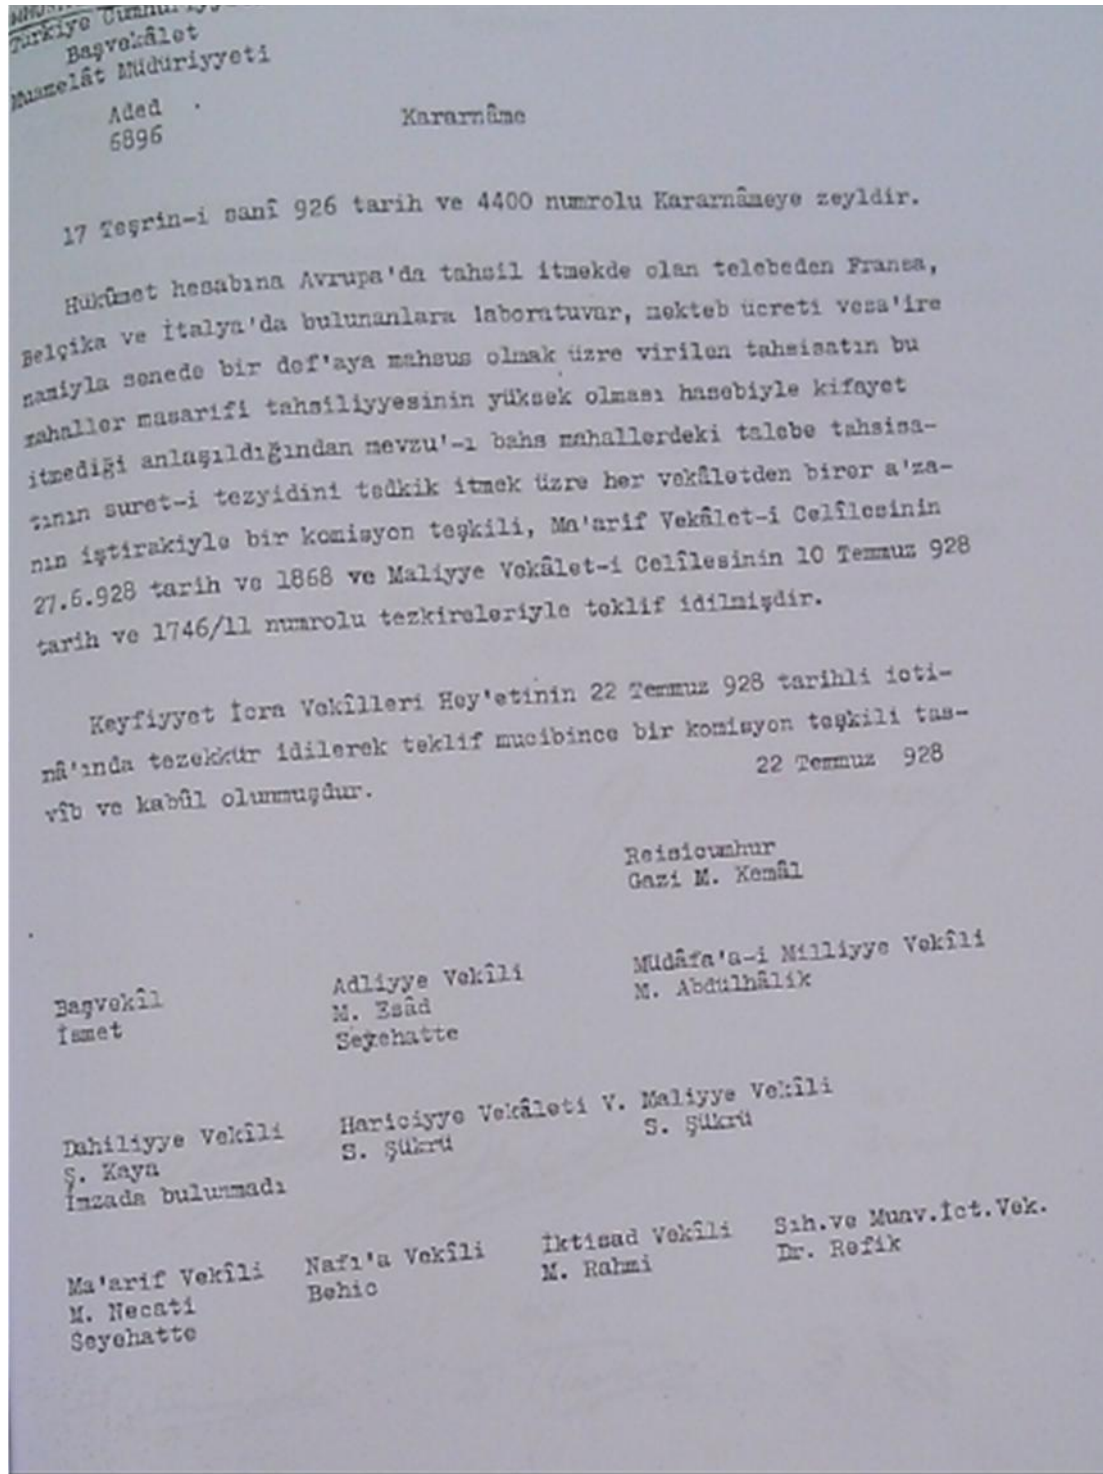 Türkiye Cumhuriyy
Başvekâlet
Muamelât Müdüriyyeti
Aded
6896
Kararnâme
17 Teşrin-i sanî 926 tarih ve 4400 numrolu Kararnâmeye zeyldir.
Hukûmet hesabına Avrupa'da tahsil itmekde olan telebeden Fransa,
Belçika ve İtalya'da bulunanlara laboratuvar, mekteb ücreti vesa'ire
namiyla senede bir def'aya mahsus olmak üzre virilen tahsisatın bu
mahaller masarifi tahsiliyyesinin yüksek olması hasebiyle kifayet
itmediği anlaşıldığından mevzu'-ı bahs mahallerdeki talebe tahsisa-
tının suret-i tezyidini tedkik itmek üzre her vekâletden birer a'za-
nın iştirakiyle bir komisyon teşkili, Ma'arif Vekâlet-i Celîlesinin
27.6.928 tarih ve 1868 ve Maliyye Vekâlet-i Celîlesinin 10 Temmuz 928
tarih ve 1746/11 numrolu tezkireleriyle teklif idilmişdir.
Keyfiyyet İcra Vekîlleri Hey'etinin 22 Temmuz 928 tarihli icti-
mâ'ında tezekkür idilerek teklif mucibince bir komisyon teşkili tas-
vîb ve kabûl olunmuşdur.
22 Temmuz 928
Reisicumhur
Gazi M. Kemâl
Başvekîl
İsmet
Adliyye Vekîli
M. Esâd
Seyehatte
Müdâfa'a-i Milliyye Vekîli
M. Abdülhâlik
Dahiliyye Vekîli
Ş. Kaya
İmzada bulunmadı
Hariciyye Vekâleti V.
S. Şükrü
Maliyye Vekîli
S. Şükrü
Ma'arif Vekîli
M. Necati
Seyehatte
Nafı'a Vekîli
Behic
İktisad Vekîli
M. Rahmi
Sıh.ve Muav.İct.Vek.
Dr. Refik